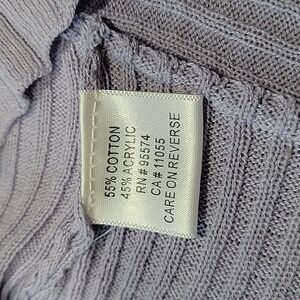 55% COTTON
45% ACRYLIC
RN # 95574
CA # 11055
CARE ON REVERSE